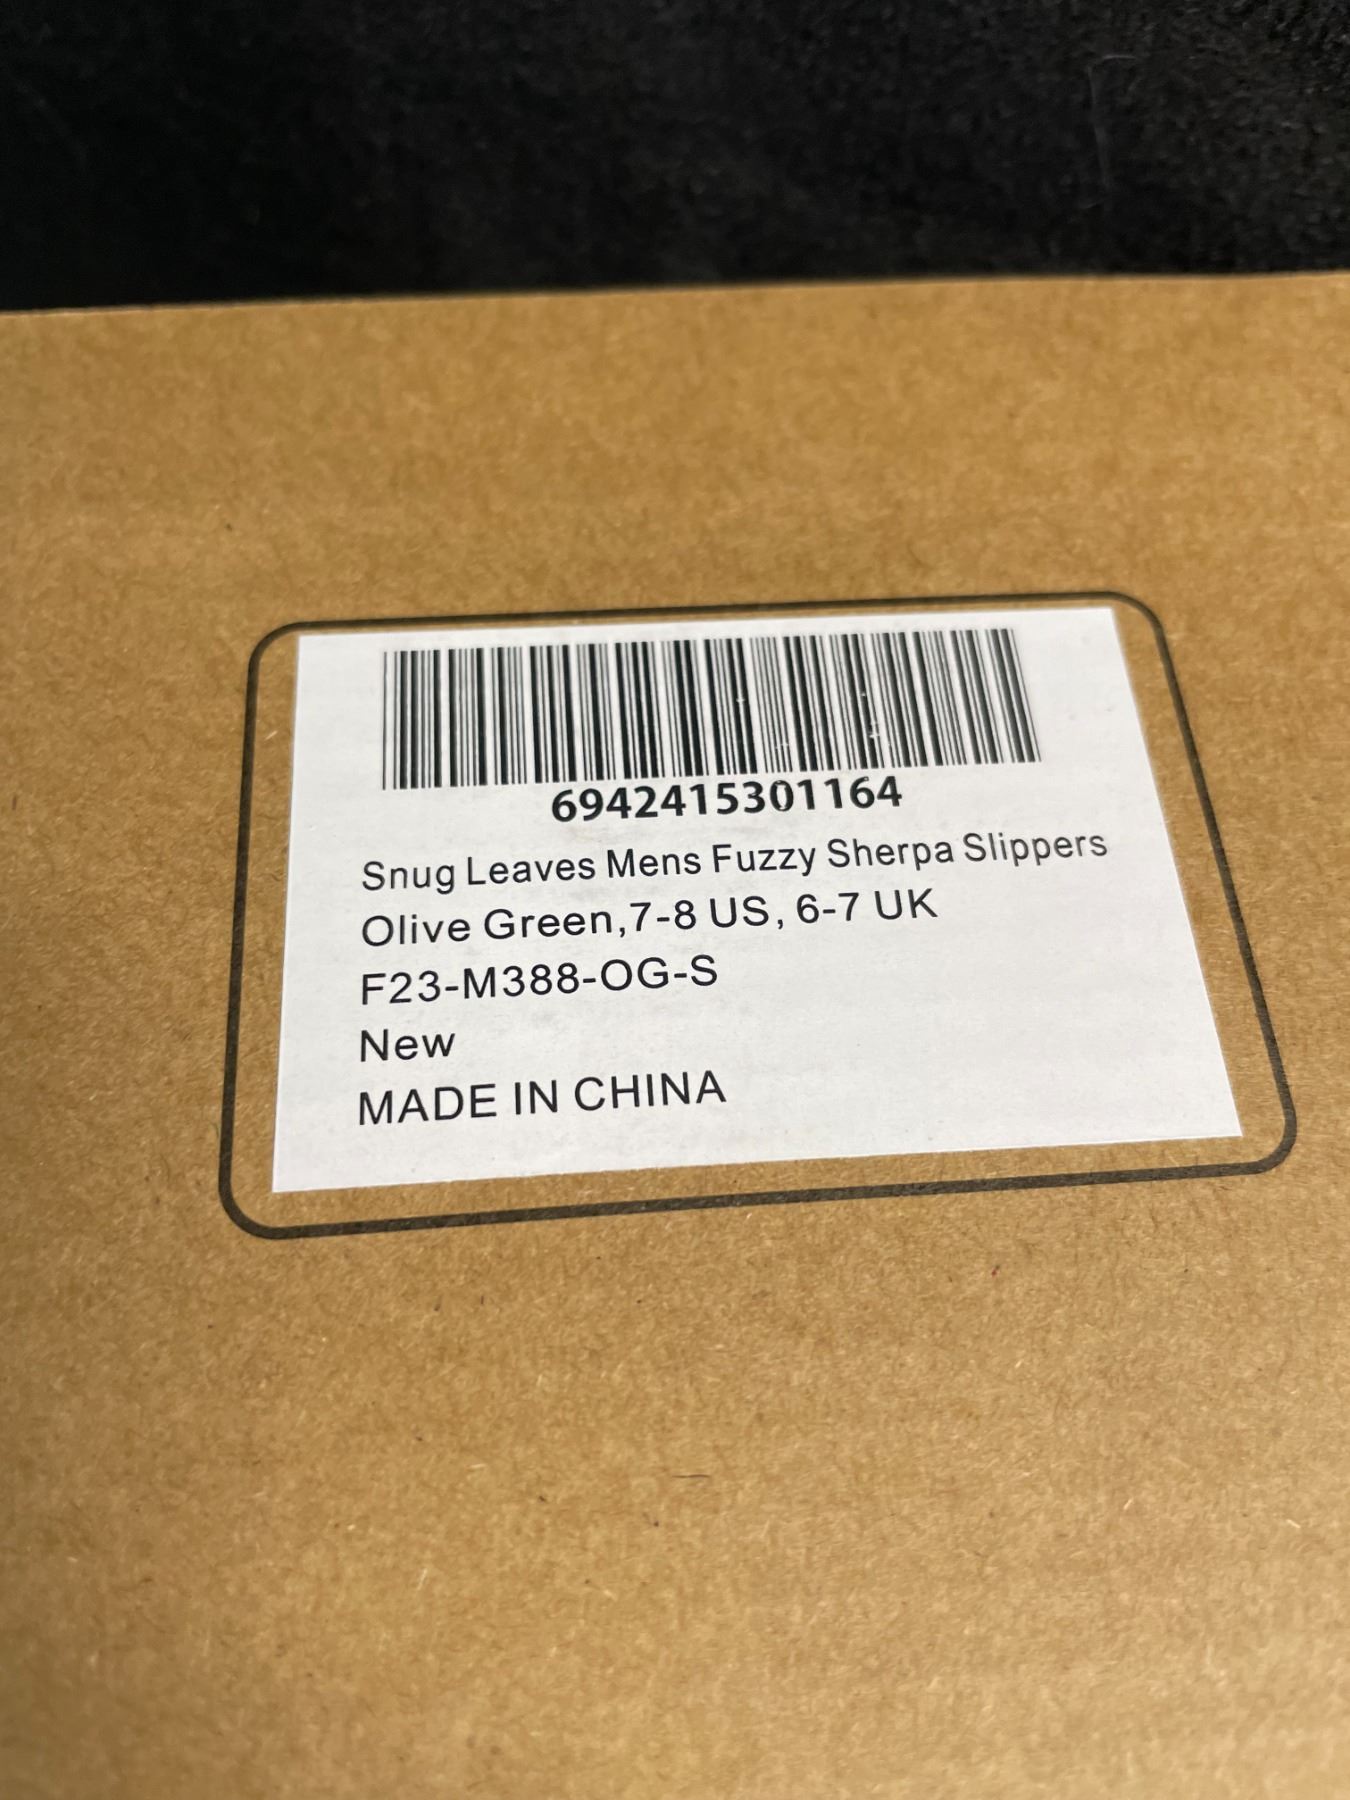 6942415301164
Snug Leaves Mens Fuzzy Sherpa Slippers
Olive Green,7-8 US, 6-7 UK
F23-M388-OG-S
New
MADE IN CHINA